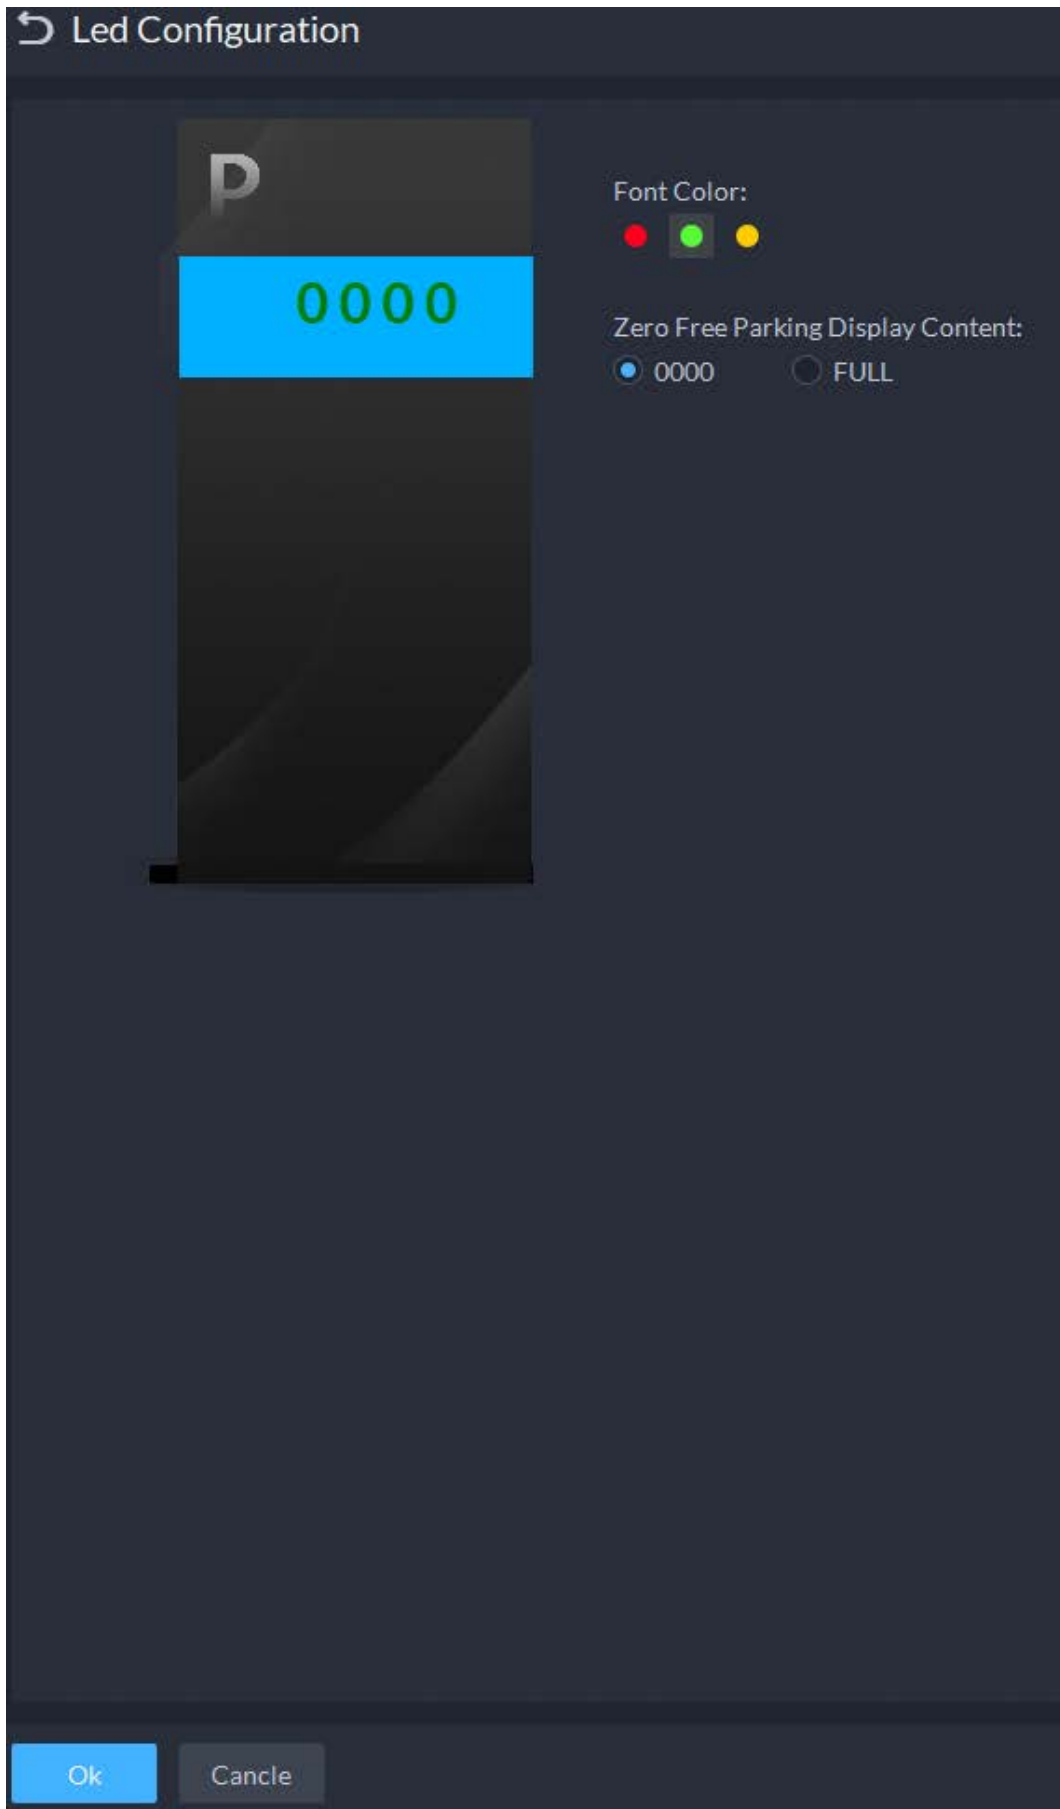 Led Configuration
P
0000
Font Color:
Zero Free Parking Display Content:
0000 FULL
Ok Cancle